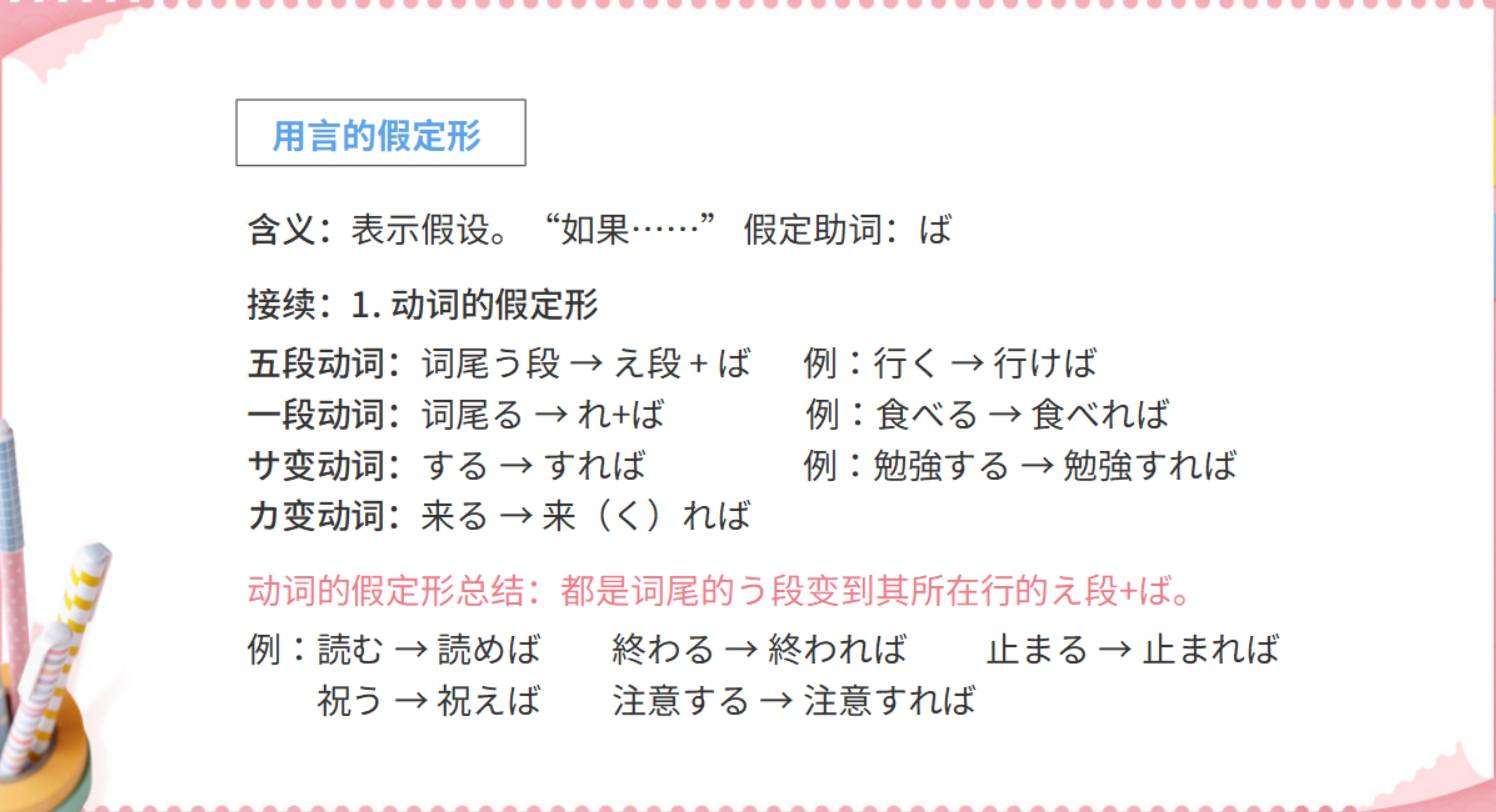 用言的假定形
含义：表示假设。“如果……” 假定助词：ば
接续：1. 动词的假定形
五段动词：词尾う段 → え段 + ば 例：行く → 行けば
一段动词：词尾る → れ+ば 例：食べる → 食べれば
サ变动词：する → すれば 例：勉強する → 勉強すれば
カ变动词：来る → 来（く）れば
动词的假定形总结：都是词尾的う段变到其所在行的え段+ば。
例：読む → 読めば 終わる → 終われば 止まる → 止まれば
祝う → 祝えば 注意する → 注意すれば